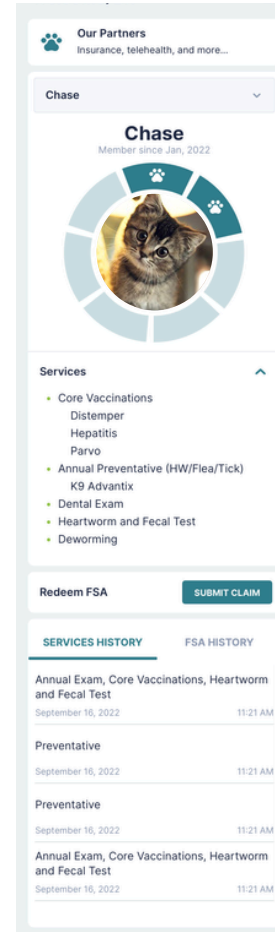 Our Partners
Insurance, telehealth, and more...
Chase
Chase
Member since Jan, 2022
Services
Core Vaccinations
Distemper
Hepatitis
Parvo
Annual Preventative (HW/Flea/Tick)
K9 Advantix
Dental Exam
Heartworm and Fecal Test
Deworming
Redeem FSA
SUBMIT CLAIM
SERVICES HISTORY FSA HISTORY
Annual Exam, Core Vaccinations, Heartworm
and Fecal Test
September 16, 2022 11:21 AM
Preventative
September 16, 2022 11:21 AM
Preventative
September 16, 2022 11:21 AM
Annual Exam, Core Vaccinations, Heartworm
and Fecal Test
September 16, 2022 11:21 AM